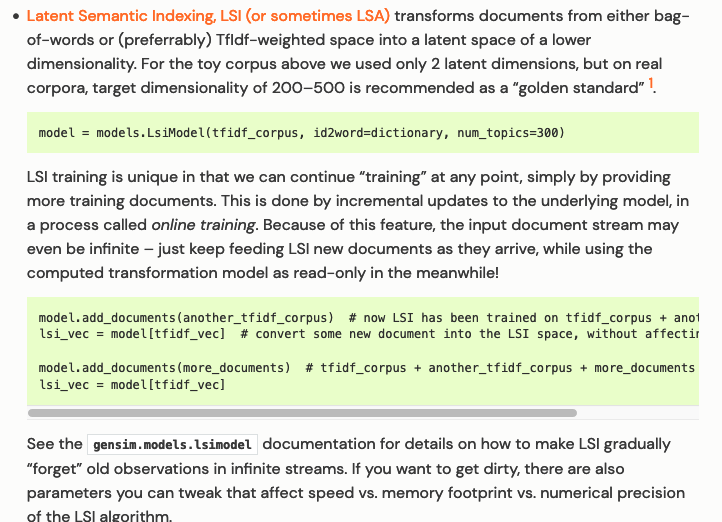 • Latent Semantic Indexing, LSI (or sometimes LSA) transforms documents from either bag-
of-words or (preferrably) TfIdf-weighted space into a latent space of a lower
dimensionality. For the toy corpus above we used only 2 latent dimensions, but on real
corpora, target dimensionality of 200–500 is recommended as a “golden standard” 1.
model = models.LsiModel(tfidf_corpus, id2word=dictionary, num_topics=300)
LSI training is unique in that we can continue “training” at any point, simply by providing
more training documents. This is done by incremental updates to the underlying model, in
a process called online training. Because of this feature, the input document stream may
even be infinite – just keep feeding LSI new documents as they arrive, while using the
computed transformation model as read-only in the meanwhile!
model.add_documents(another_tfidf_corpus)  # now LSI has been trained on tfidf_corpus +
lsi_vec = model[tfidf_vec]  # convert some new document into the LSI space, without
model.add_documents(more_documents)  # tfidf_corpus + another_tfidf_corpus + more_documents
lsi_vec = model[tfidf_vec]
See the gensim.models.lsimodel documentation for details on how to make LSI gradually
“forget” old observations in infinite streams. If you want to get dirty, there are also
parameters you can tweak that affect speed vs. memory footprint vs. numerical precision
of the LSI algorithm.